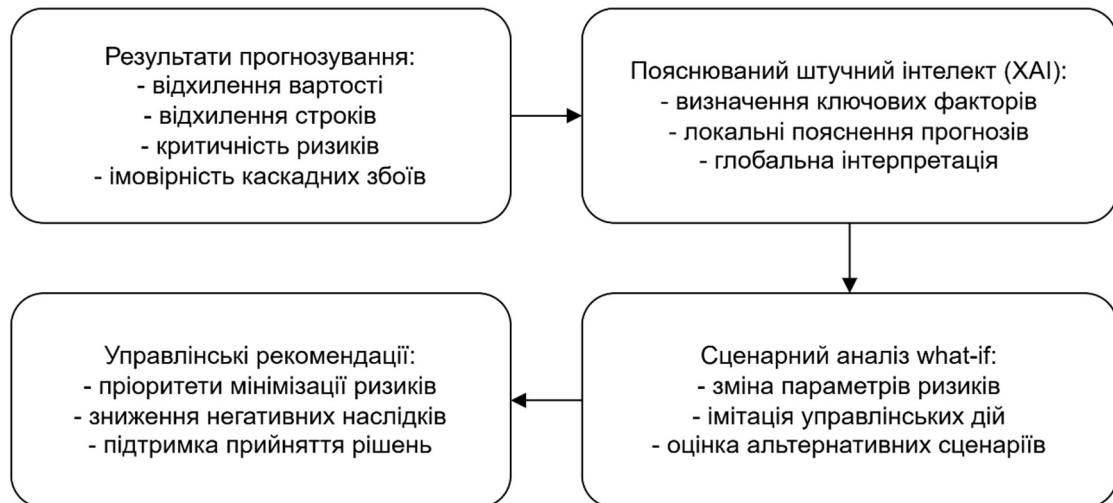 Результати прогнозування:
- відхилення вартості
- відхилення строків
- критичність ризиків
- імовірність каскадних збоїв
Пояснюваний штучний інтелект (XAI):
- визначення ключових факторів
- локальні пояснення прогнозів
- глобальна інтерпретація
Сценарний аналіз what-if:
- зміна параметрів ризиків
- імітація управлінських дій
- оцінка альтернативних сценаріїв
Управлінські рекомендації:
- пріоритети мінімізації ризиків
- зниження негативних наслідків
- підтримка прийняття рішень